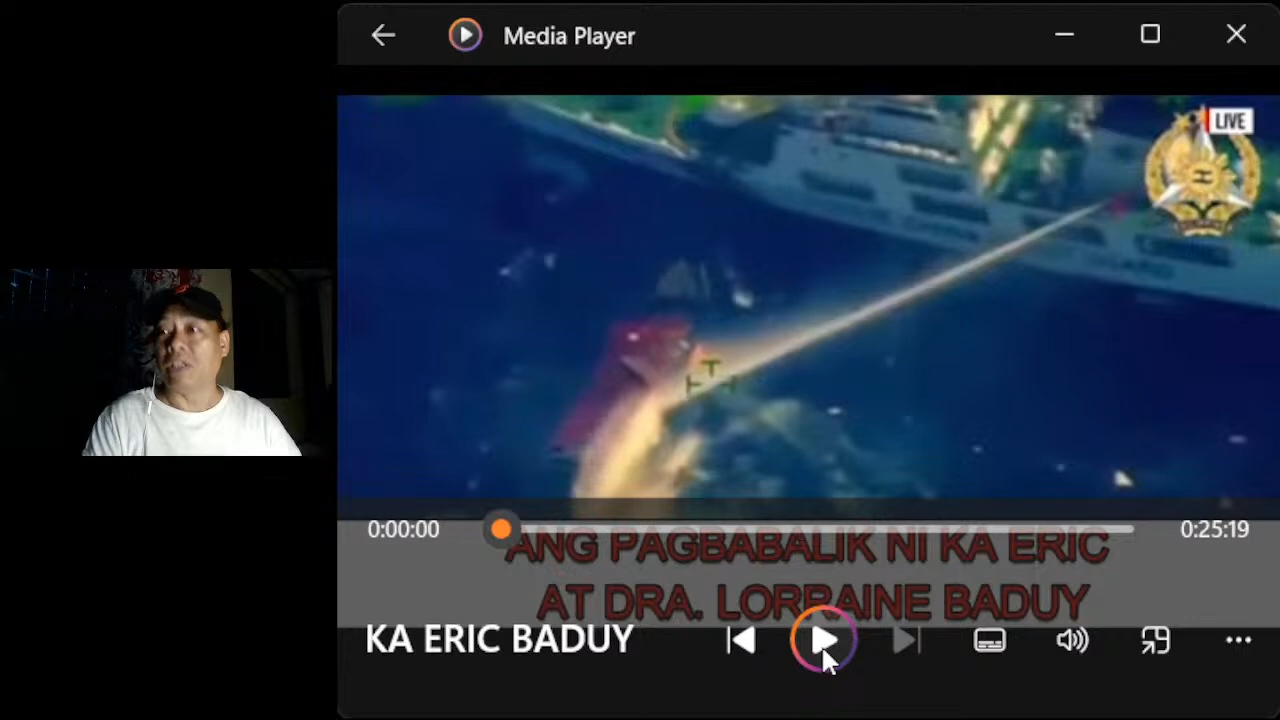 Media Player
LIVE
0:00:00
0:25:19
ANG PAGBABALIK NI KA ERIC
AT DRA. LORRAINE BADUY
KA ERIC BADUY